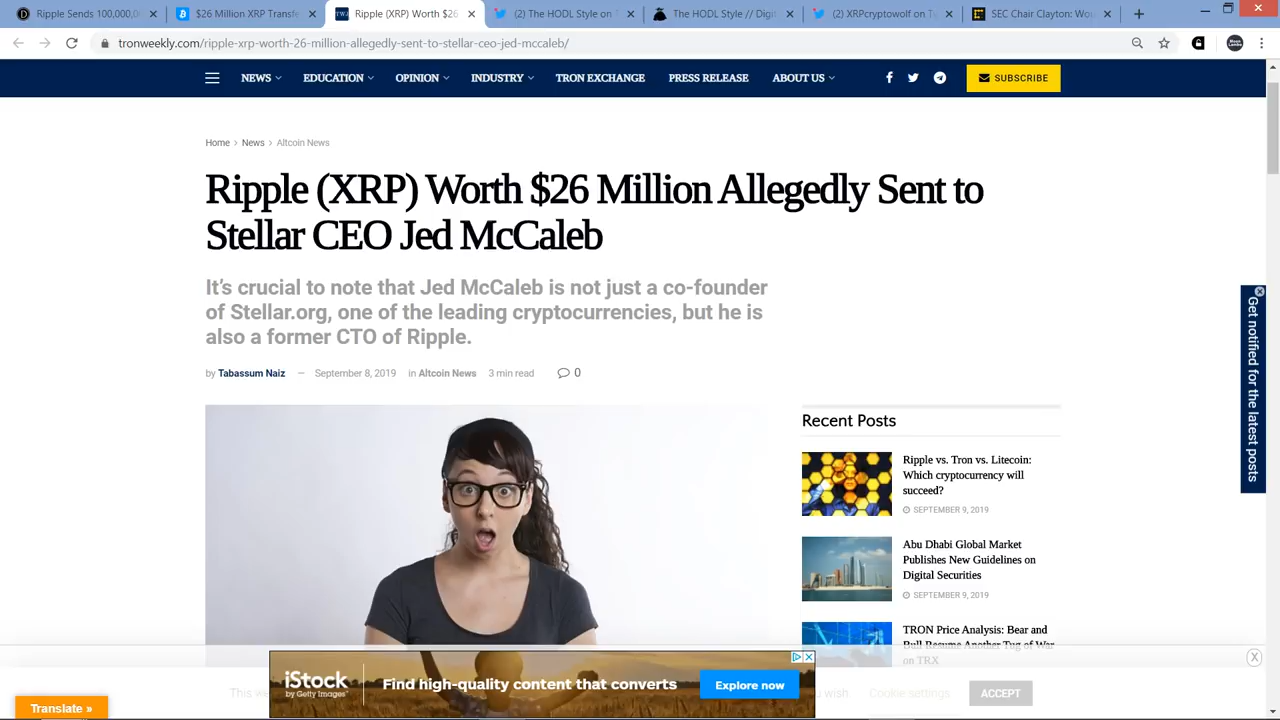 Ripple Sends 100,000,0
$26 Million XRP Transfe
Ripple (XRP) Worth $26
(2) The HODL Style on T
The HODL Style // Digit
(2) XRPcryptowolf on Tw
SEC Chair Clayton: Wou
tronweekly.com/ripple-xrp-worth-26-million-allegedly-sent-to-stellar-ceo-jed-mccaleb/
NEWS EDUCATION OPINION INDUSTRY TRON EXCHANGE PRESS RELEASE ABOUT US SUBSCRIBE
Home > News > Altcoin News
Ripple (XRP) Worth $26 Million Allegedly Sent to
Stellar CEO Jed McCaleb
It's crucial to note that Jed McCaleb is not just a co-founder
of Stellar.org, one of the leading cryptocurrencies, but he is
also a former CTO of Ripple.
by Tabassum Naiz — September 8, 2019 in Altcoin News 3 min read 0
Recent Posts
Ripple vs. Tron vs. Litecoin:
Which cryptocurrency will
succeed?
SEPTEMBER 9, 2019
Abu Dhabi Global Market
Publishes New Guidelines on
Digital Securities
SEPTEMBER 9, 2019
TRON Price Analysis: Bear and
Bull Resume Another Tug of War
on TRX
Get notified for the latest posts
iStock
by Getty Images
Find high-quality content that converts
Explore now
This we
u wish
Cookie settings
ACCEPT
Translate »